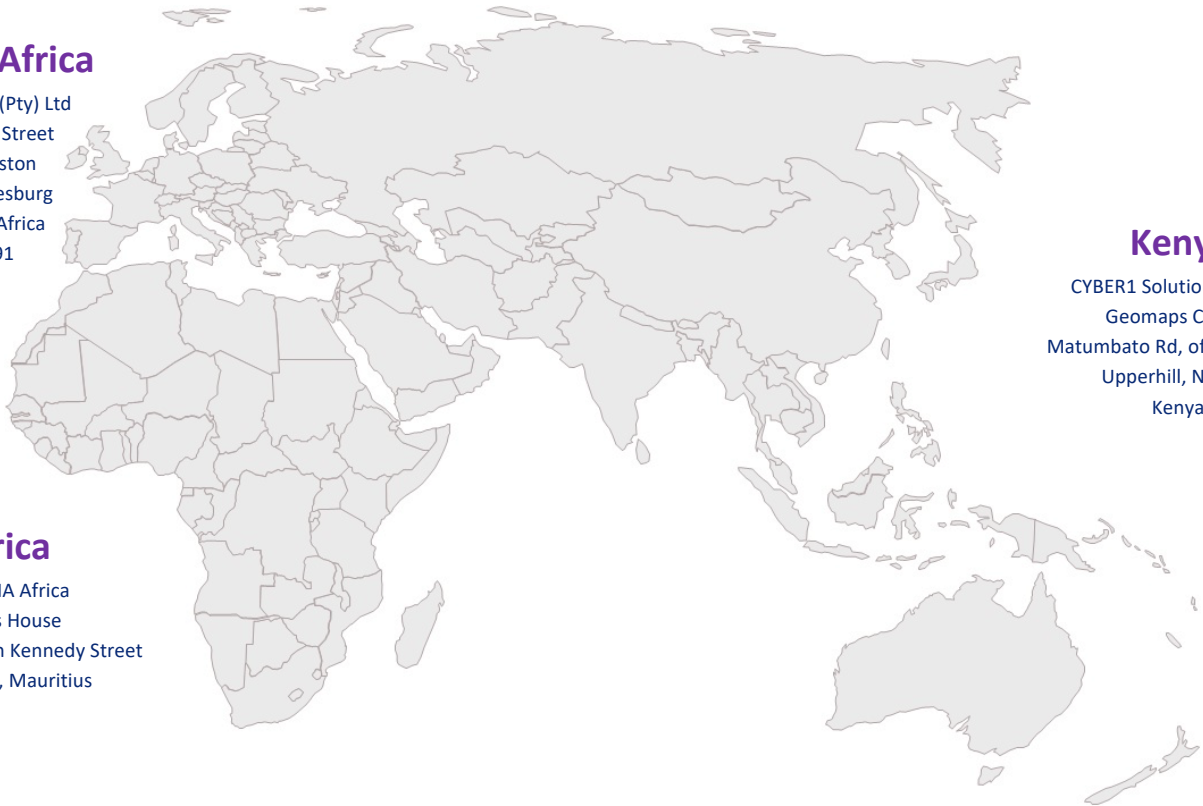 Africa
(Pty) Ltd
Street
ston
esburg
Africa
91
Keny
CYBER1 Solutio
Geomaps C
Matumbato Rd, of
Upperhill, N
Kenya
rica
IA Africa
s House
n Kennedy Street
, Mauritius